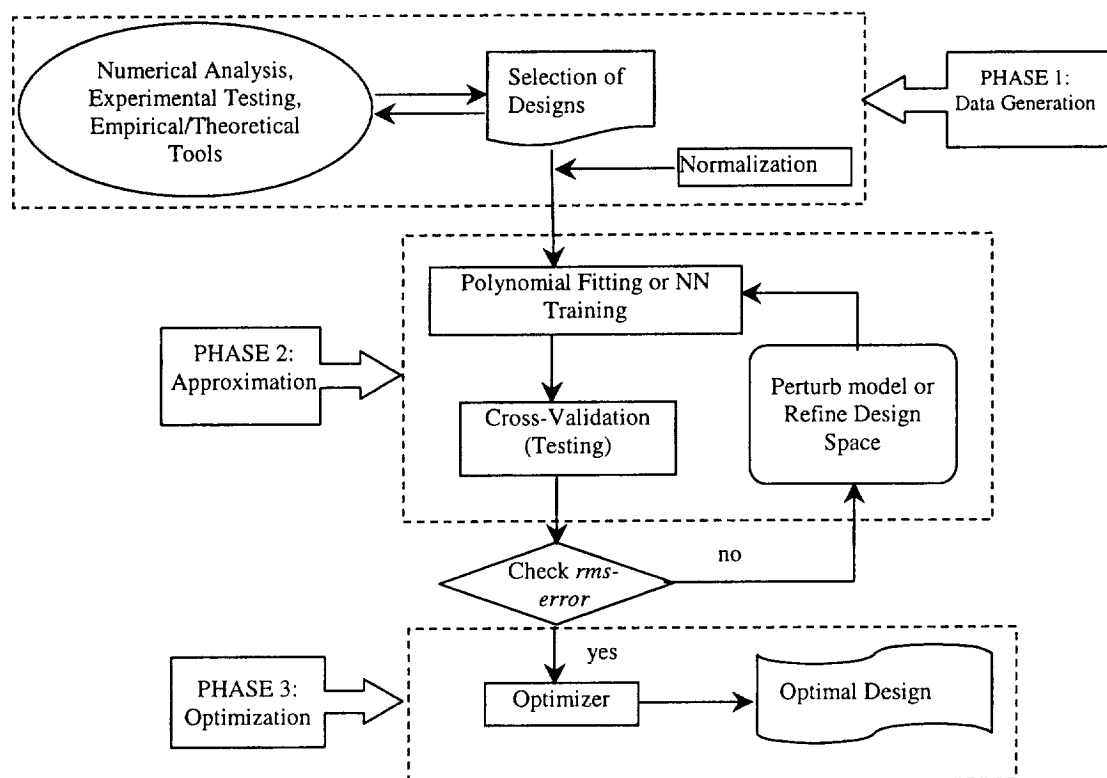 Numerical Analysis,
Experimental Testing,
Empirical/Theoretical
Tools
Selection of
Designs
PHASE 1:
Data Generation
Normalization
Polynomial Fitting or NN
Training
PHASE 2:
Approximation
Cross-Validation
(Testing)
Perturb model or
Refine Design
Space
Check rms-
error
no
yes
PHASE 3:
Optimization
Optimizer
Optimal Design